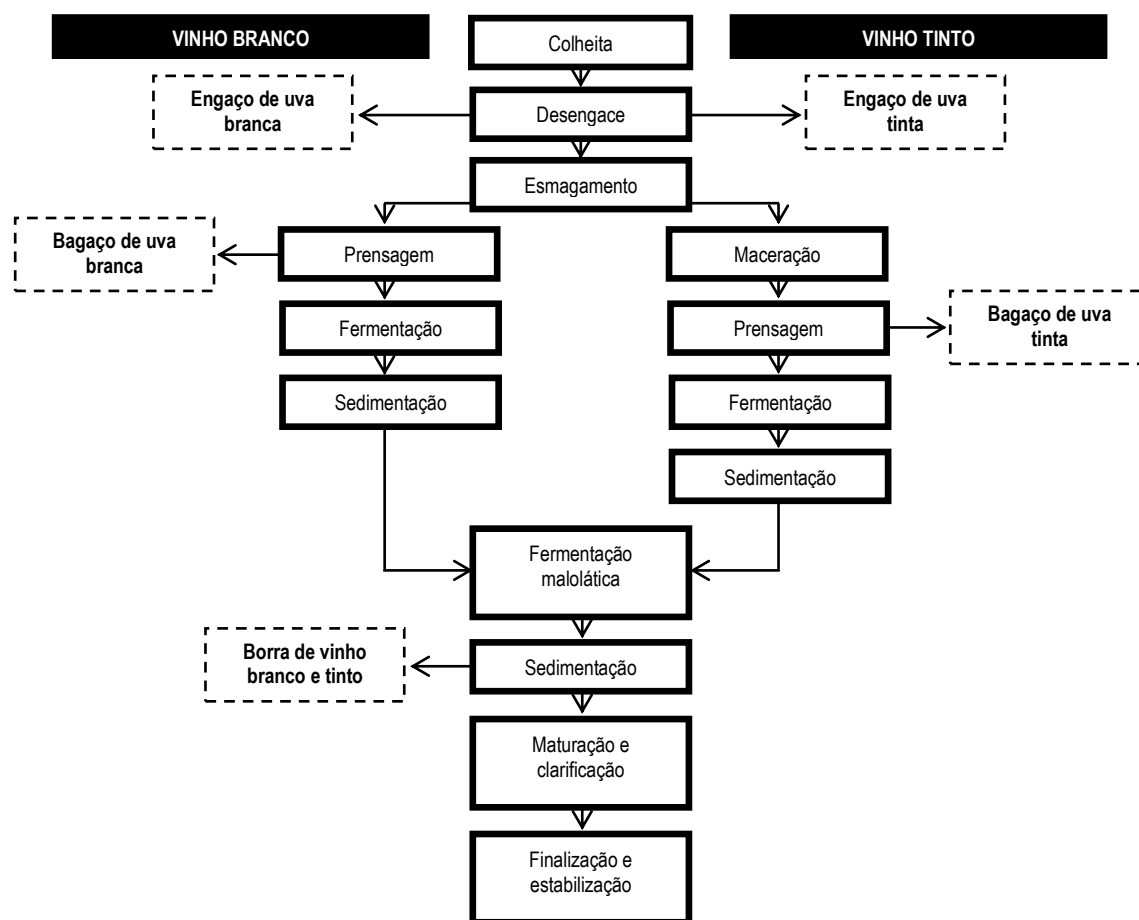 VINHO BRANCO
Colheita
VINHO TINTO
Engaço de uva
branca
Desengace
Engaço de uva
tinta
Esmagamento
Bagaço de uva
branca
Prensagem
Maceração
Fermentação
Prensagem
Bagaço de uva
tinta
Sedimentação
Fermentação
Sedimentação
Fermentação
malolática
Borra de vinho
branco e tinto
Sedimentação
Maturação e
clarificação
Finalização e
estabilização